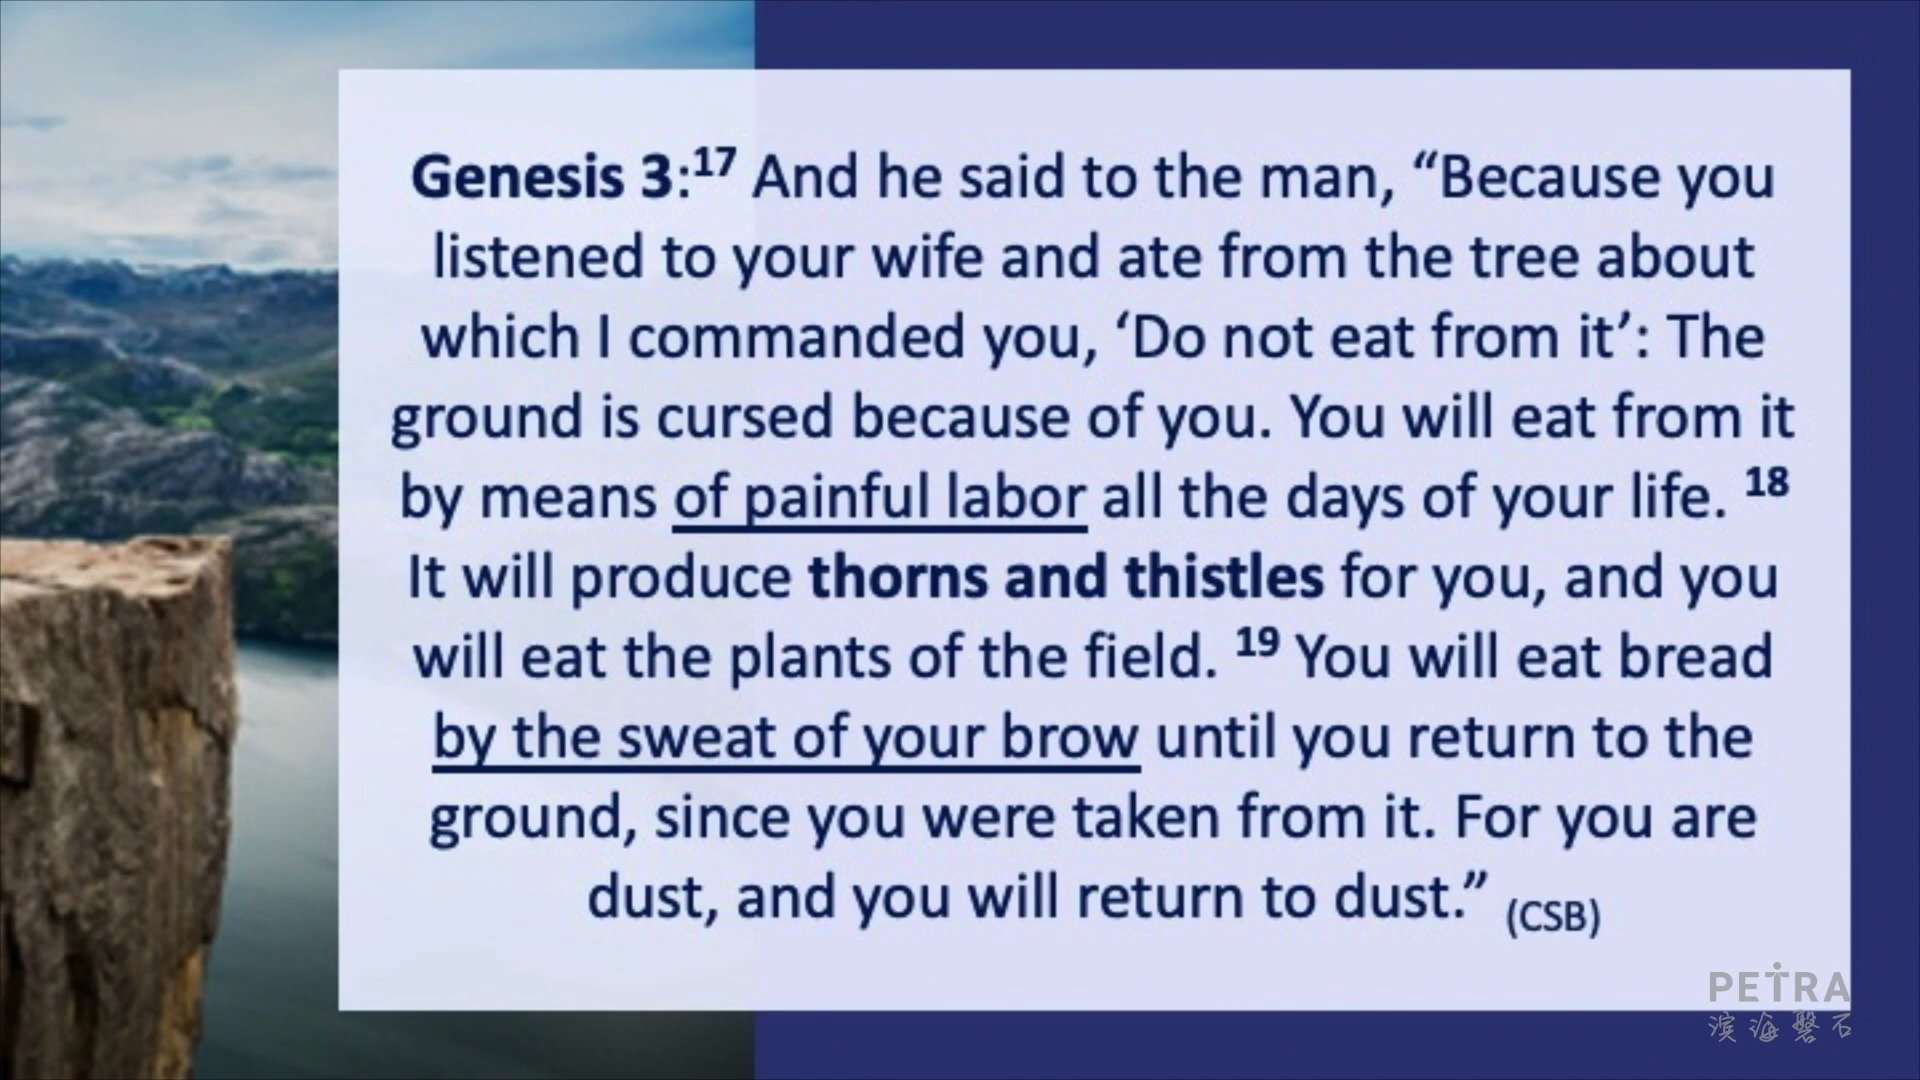 Genesis 3:17 And he said to the man, “Because you
listened to your wife and ate from the tree about
which I commanded you, ‘Do not eat from it’: The
ground is cursed because of you. You will eat from it
by means of painful labor all the days of your life. 18
It will produce thorns and thistles for you, and you
will eat the plants of the field. 19 You will eat bread
by the sweat of your brow until you return to the
ground, since you were taken from it. For you are
dust, and you will return to dust.” (CSB)
PETRA
滨海磐石